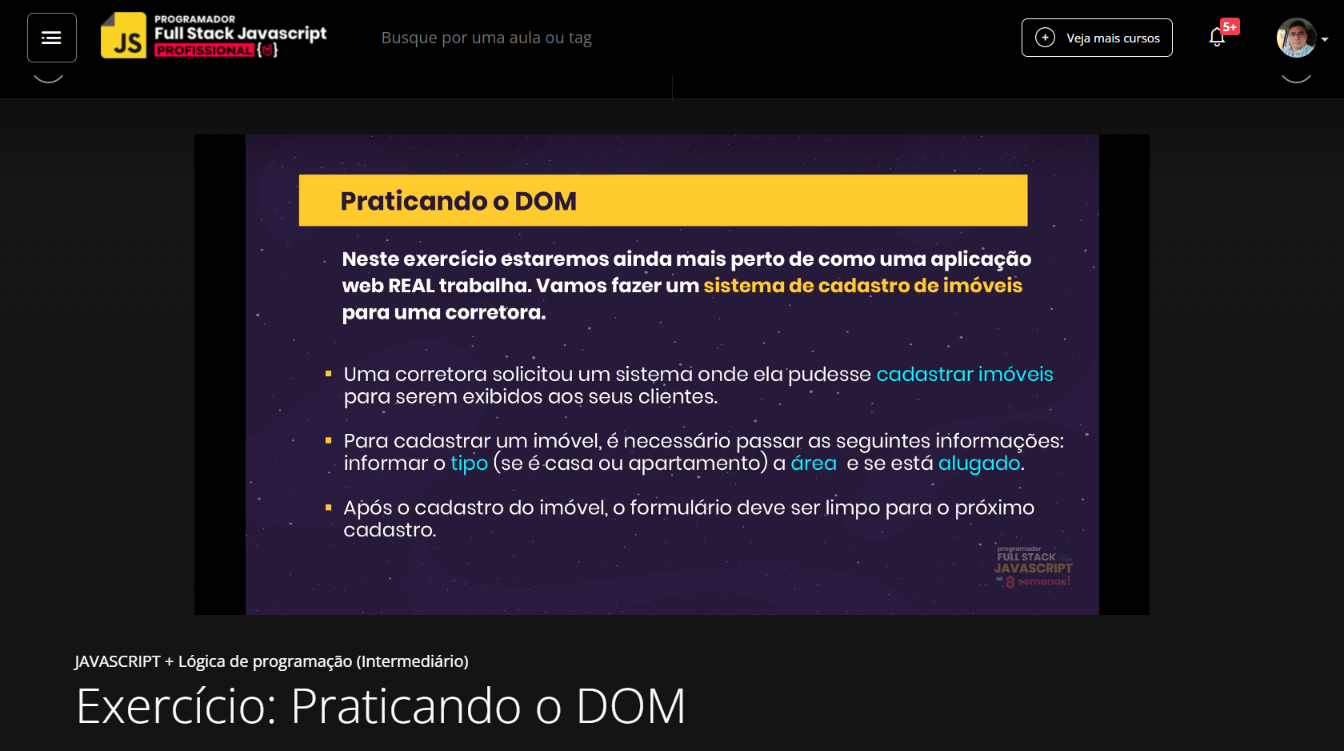 JS
PROGRAMADOR
Full Stack Javascript
PROFISSIONAL
Busque por uma aula ou tag
Veja mais cursos
5+
Praticando o DOM
Neste exercício estaremos ainda mais perto de como uma aplicação
web REAL trabalha. Vamos fazer um sistema de cadastro de imóveis
para uma corretora.
Uma corretora solicitou um sistema onde ela pudesse cadastrar imóveis
para serem exibidos aos seus clientes.
Para cadastrar um imóvel, é necessário passar as seguintes informações:
informar o tipo (se é casa ou apartamento) a área e se está alugado.
Após o cadastro do imóvel, o formulário deve ser limpo para o próximo
cadastro.
programador
FULL STACK
JAVASCRIPT
em 8 semanas!
JAVASCRIPT + Lógica de programação (Intermediário)
Exercício: Praticando o DOM